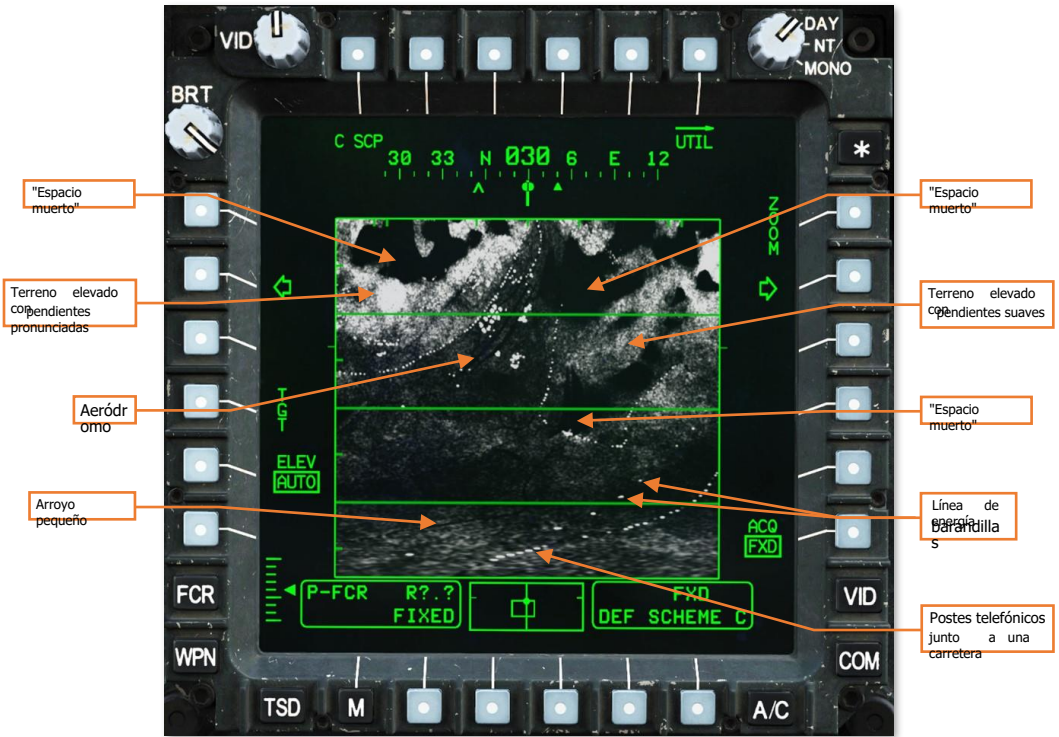 VID
DAY
NT
MONO
BRT
C SCP
UTIL
30 33 N 030 6 E 12
*
"Espacio
muerto"
"Espacio
muerto"
ZOOM
Terreno elevado
con
pendientes
pronunciadas
Terreno elevado
con
pendientes suaves
TGT
Aeródr
omo
"Espacio
muerto"
ELEV
AUTO
Arroyo
pequeño
Línea de
energía
barandilla
s
ACQ
FXD
FCR
P-FCR R?.?
FIXED
FXD
DEF SCHEME C
VID
Postes telefónicos
junto a una
carretera
WPN
COM
TSD
M
A/C